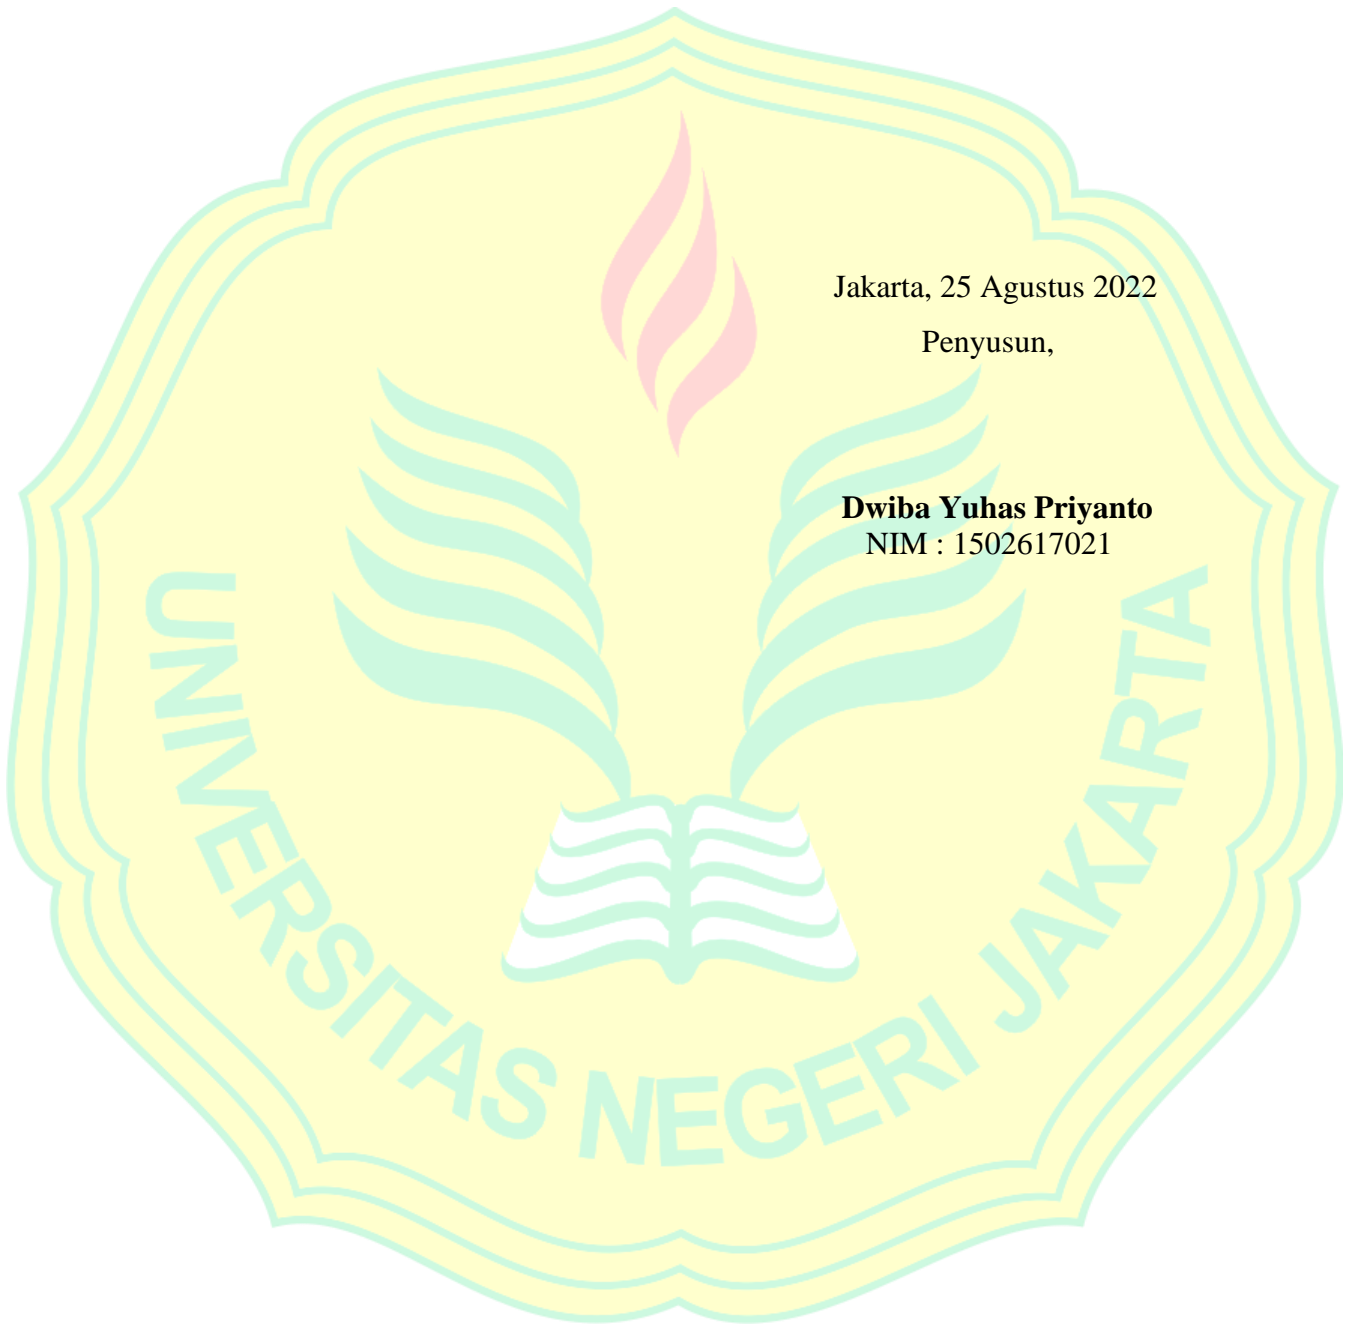 Jakarta, 25 Agustus 2022
Penyusun,
Dwiba Yuhas Priyanto
NIM : 1502617021
UNIVERSITAS NEGERI JAKARTA